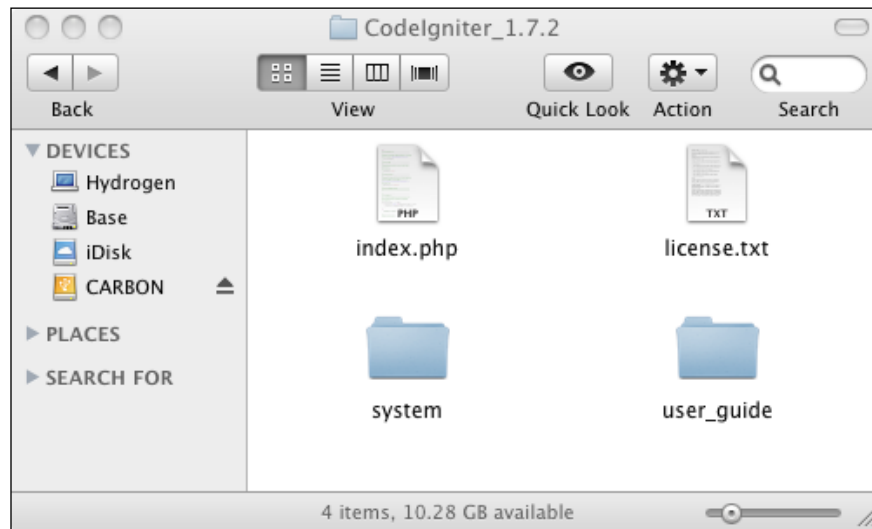 CodeIgniter_1.7.2
Back View Quick Look Action Search
DEVICES
Hydrogen
Base
iDisk
CARBON
PLACES
SEARCH FOR
PHP TXT
index.php license.txt
system user_guide
4 items, 10.28 GB available